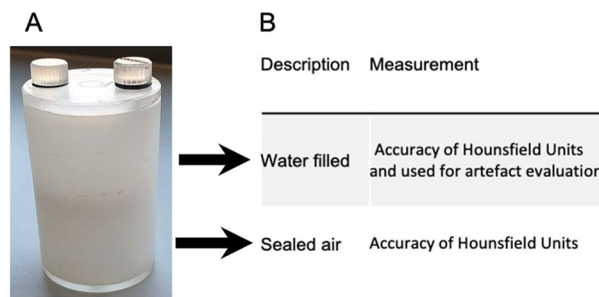 A
B
Description Measurement
Water filled
Accuracy of Hounsfield Units
and used for artefact evaluation
Sealed air Accuracy of Hounsfield Units